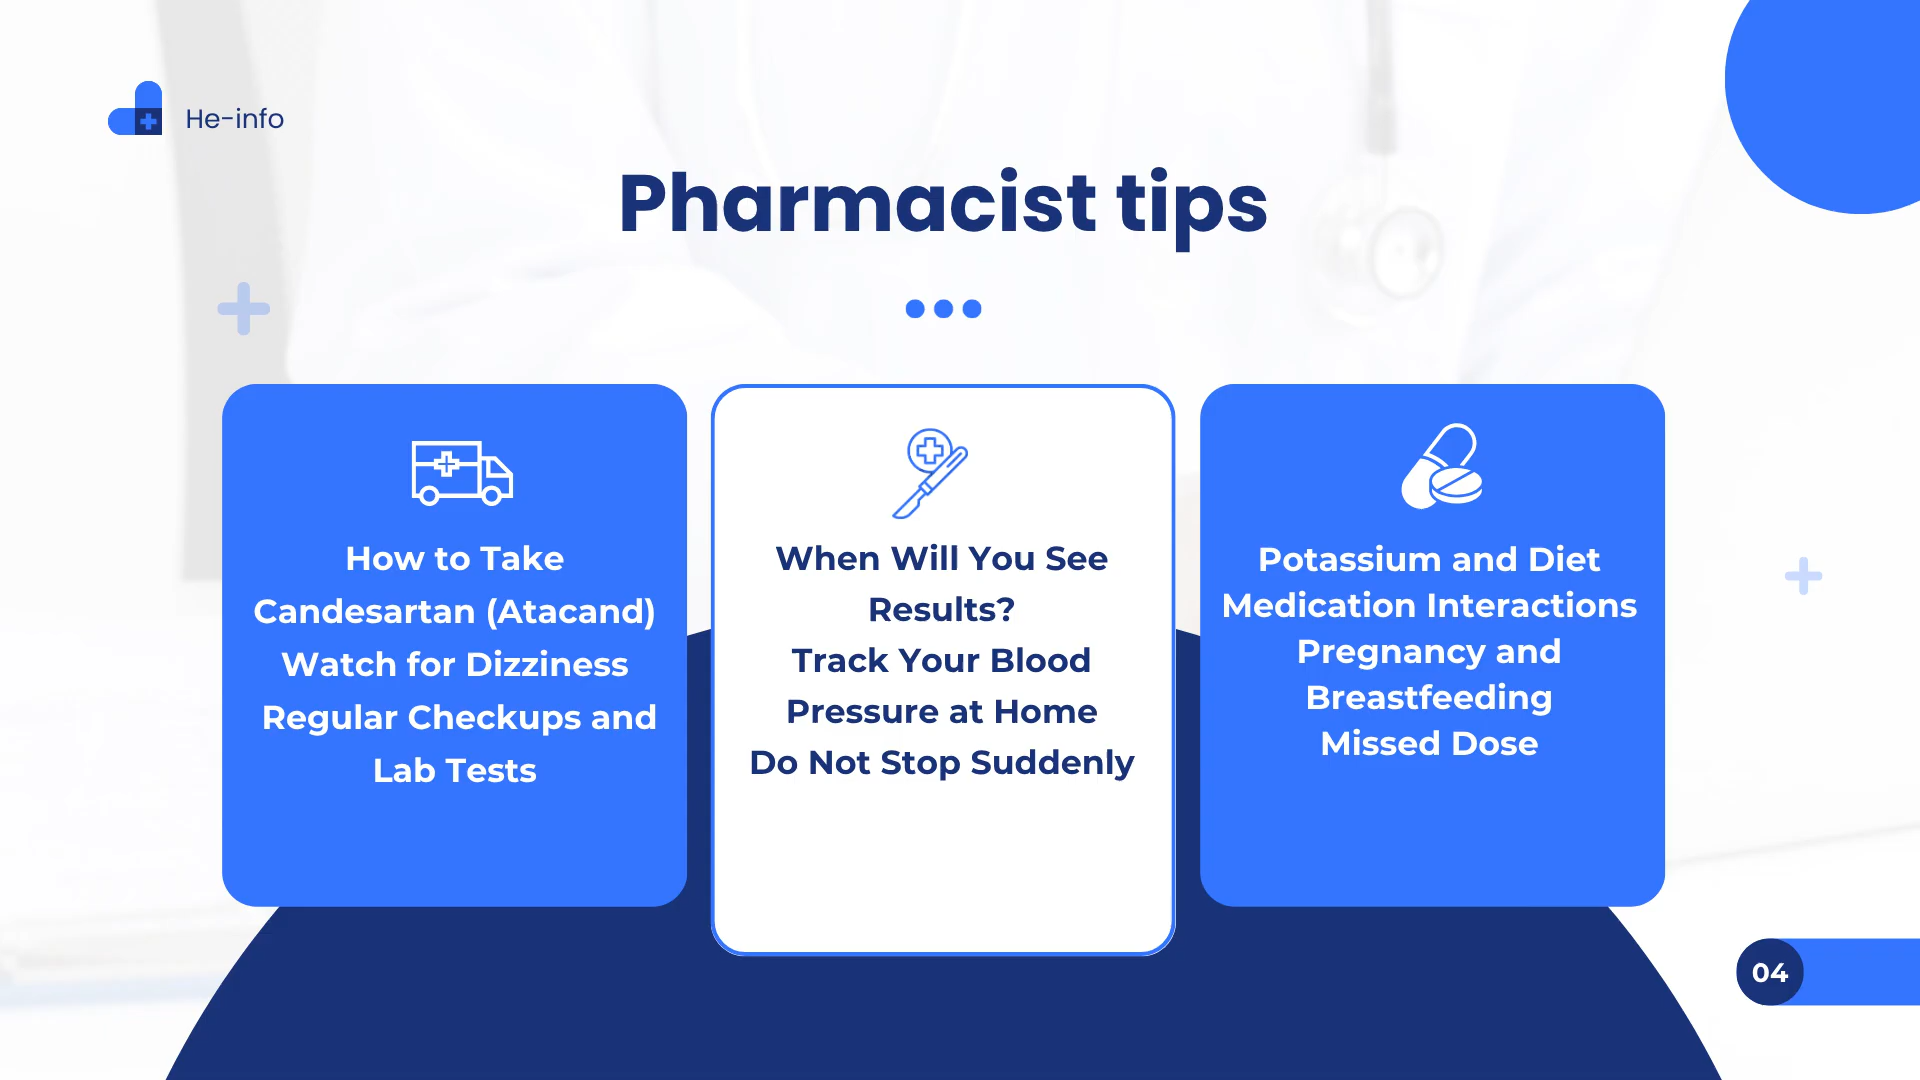 He-info
Pharmacist tips
How to Take
Candesartan (Atacand)
Watch for Dizziness
Regular Checkups and
Lab Tests
When Will You See
Results?
Track Your Blood
Pressure at Home
Do Not Stop Suddenly
Potassium and Diet
Medication Interactions
Pregnancy and
Breastfeeding
Missed Dose
04